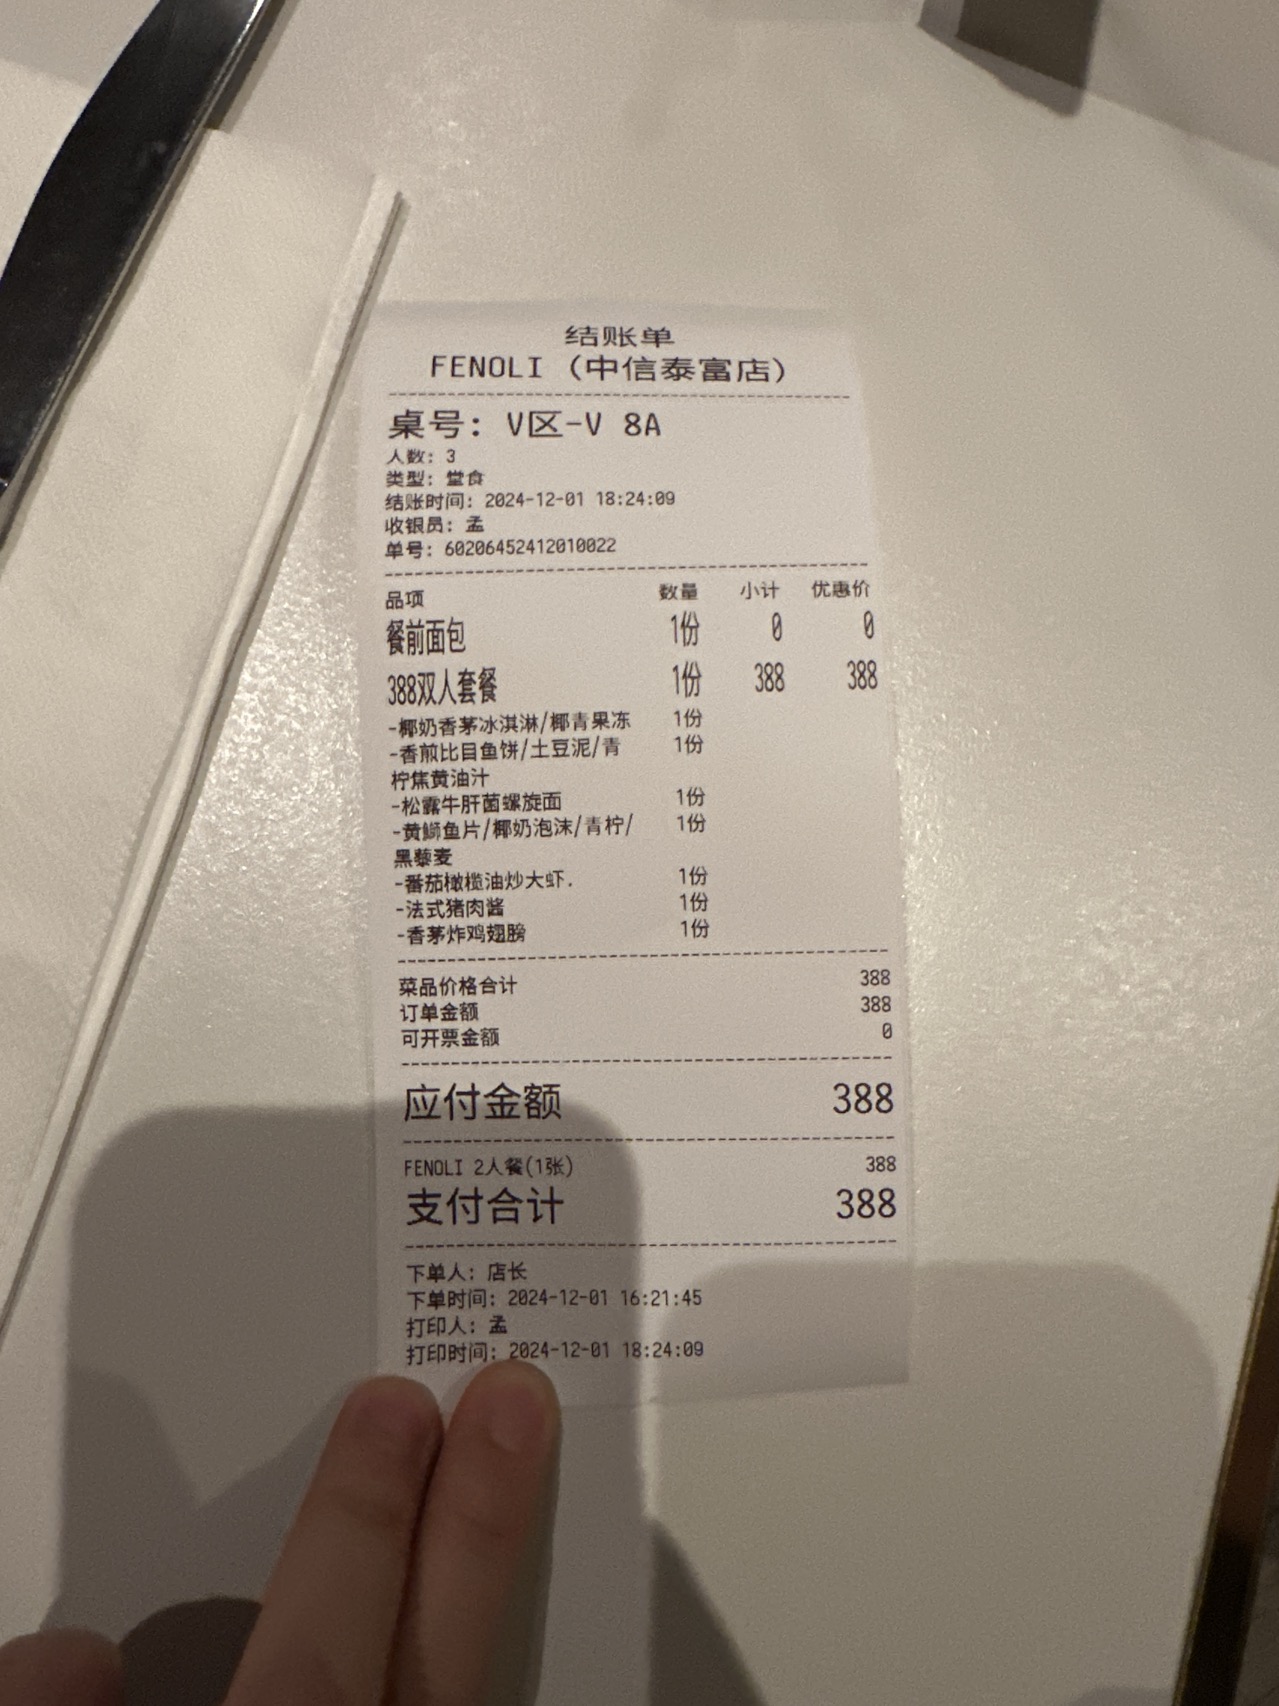 结账单
FENOLI (中信泰富店)
桌号: V区-V 8A
人数: 3
类型: 堂食
结账时间: 2024-12-01 18:24:09
收银员: 孟
单号: 60206452412010022
品项 数量 小计 优惠价
餐前面包 1份 0 0
388双人套餐 1份 388 388
-椰奶香茅冰淇淋/椰青果冻 1份
-香煎比目鱼饼/土豆泥/青 1份
柠焦黄油汁
-松露牛肝菌螺旋面 1份
-黄鰤鱼片/椰奶泡沫/青柠/ 1份
黑藜麦
-番茄橄榄油炒大虾. 1份
-法式猪肉酱 1份
-香茅炸鸡翅膀 1份
菜品价格合计 388
订单金额 388
可开票金额 0
应付金额 388
FENOLI 2人餐(1张) 388
支付合计 388
下单人: 店长
下单时间: 2024-12-01 16:21:45
打印人: 孟
打印时间: 2024-12-01 18:24:09